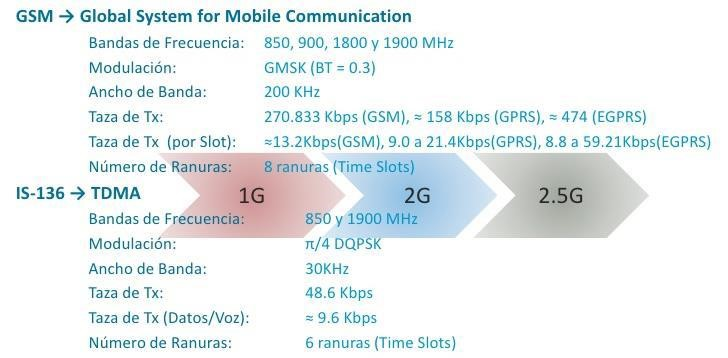 GSM → Global System for Mobile Communication
Bandas de Frecuencia: 850, 900, 1800 y 1900 MHz
Modulación: GMSK (BT = 0.3)
Ancho de Banda: 200 KHz
Taza de Tx: 270.833 Kbps (GSM), ≈ 158 Kbps (GPRS), ≈ 474 (EGPRS)
Taza de Tx (por Slot): ≈13.2Kbps(GSM), 9.0 a 21.4Kbps(GPRS), 8.8 a 59.21Kbps(EGPRS)
Número de Ranuras: 8 ranuras (Time Slots)
IS-136 → TDMA
1G 2G 2.5G
Bandas de Frecuencia: 850 y 1900 MHz
Modulación: π/4 DQPSK
Ancho de Banda: 30KHz
Taza de Tx: 48.6 Kbps
Taza de Tx (Datos/Voz): ≈ 9.6 Kbps
Número de Ranuras: 6 ranuras (Time Slots)